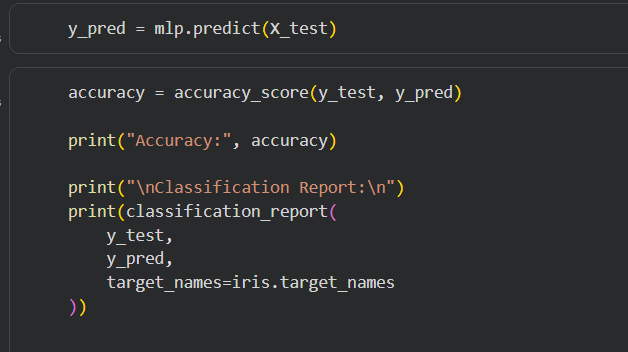 y_pred = mlp.predict(X_test)
accuracy = accuracy_score(y_test, y_pred)
print("Accuracy:", accuracy)
print("\nClassification Report:\n")
print(classification_report(
    y_test,
    y_pred,
    target_names=iris.target_names
))